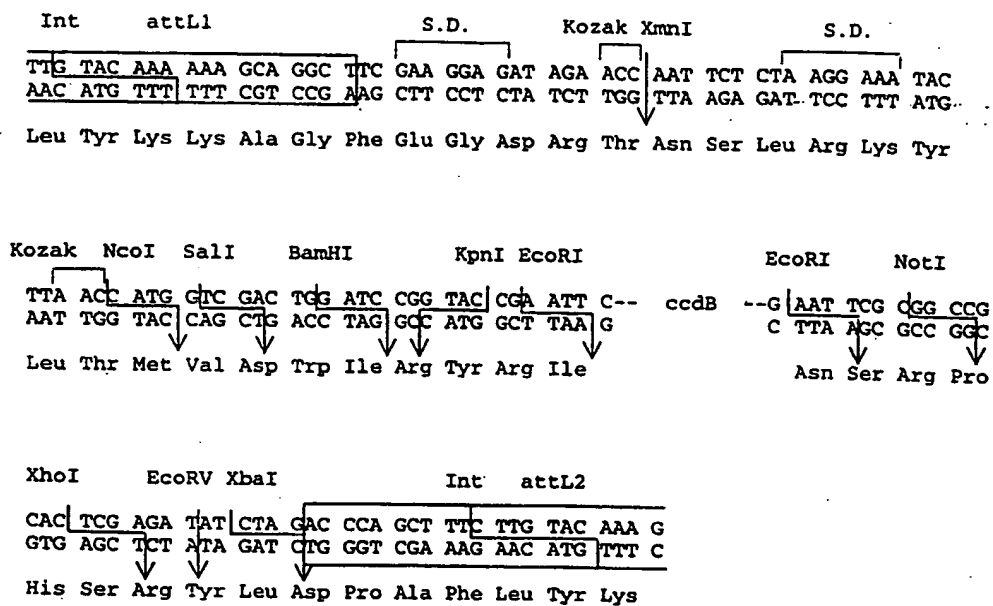 Int attL1 S.D. Kozak XmnI S.D.
TTG TAC AAA AAA GCA GGC TTC GAA GGA GAT AGA ACC AAT TCT CTA AGG AAA TAC
AAC ATG TTT TTT CGT CCG AAG CTT CCT CTA TCT TGG TTA AGA GAT TCC TTT ATG
Leu Tyr Lys Lys Ala Gly Phe Glu Gly Asp Arg Thr Asn Ser Leu Arg Lys Tyr
Kozak NcoI SalI BamHI KpnI EcoRI EcoRI NotI
TTA ACC ATG GTC GAC TGG ATC CGG TAC CGA ATT C-- ccdB --G AAT TCG CGG CCG
AAT TGG TAC CAG CTG ACC TAG GCC ATG GCT TAA G C TTA AGC GCC GGC
Leu Thr Met Val Asp Trp Ile Arg Tyr Arg Ile Asn Ser Arg Pro
XhoI EcoRV XbaI Int attL2
CAC TCG AGA TAT CTA GAC CCA GCT TTC TTG TAC AAA G
GTG AGC TCT ATA GAT CTG GGT CGA AAG AAC ATG TTT C
His Ser Arg Tyr Leu Asp Pro Ala Phe Leu Tyr Lys